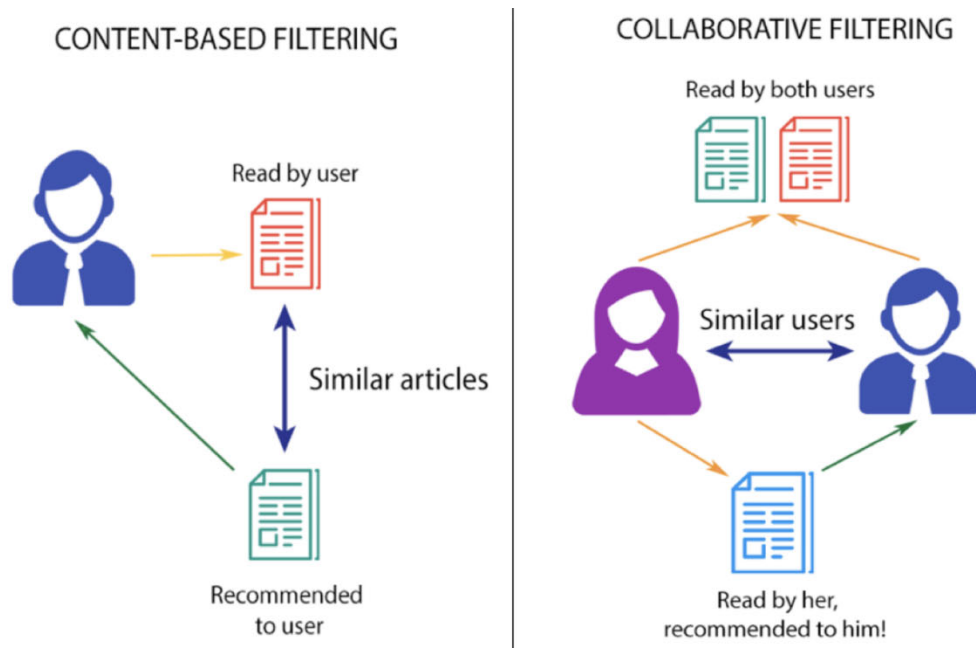 CONTENT-BASED FILTERING
Read by user
Similar articles
Recommended
to user
COLLABORATIVE FILTERING
Read by both users
Similar users
Read by her,
recommended to him!